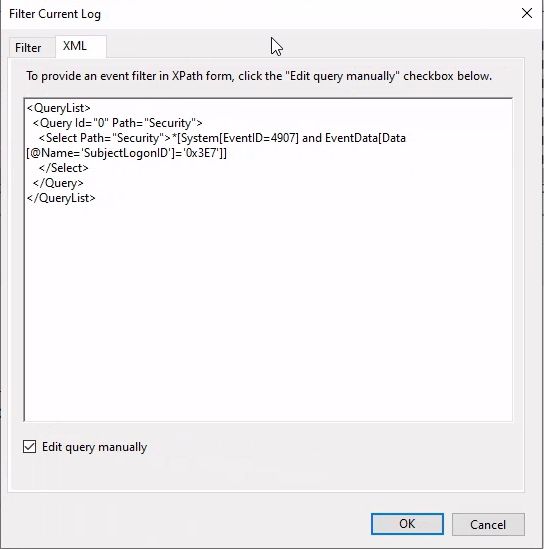 Filter Current Log
Filter
XML
To provide an event filter in XPath form, click the "Edit query manually" checkbox below.
<QueryList>
<Query Id="0" Path="Security">
<Select Path="Security">*[System[EventID=4907] and EventData[Data
[@Name='SubjectLogonID']='0x3E7']]
</Select>
</Query>
</QueryList>
Edit query manually
OK
Cancel